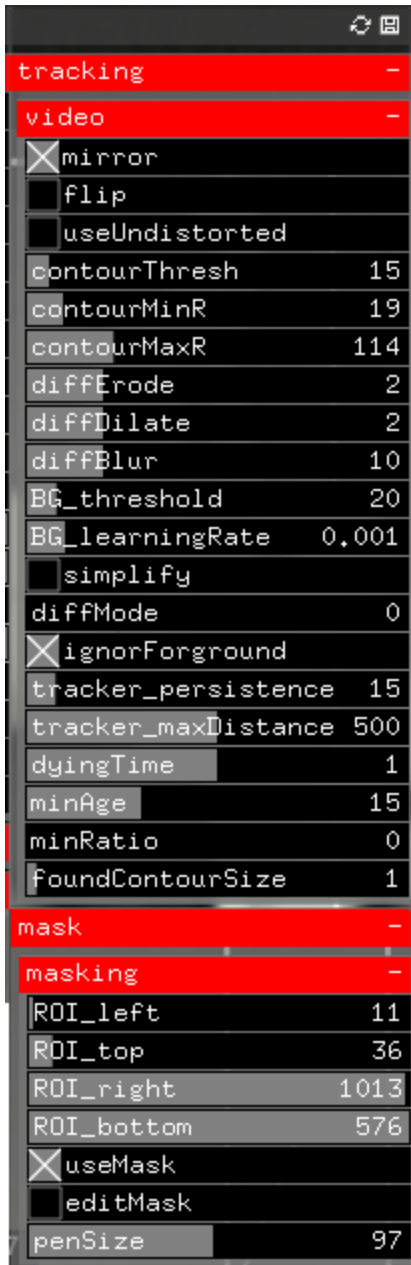 tracking -
video -
mirror
flip
useUndistorted
contourThresh 15
contourMinR 19
contourMaxR 114
diffErode 2
diffDilate 2
diffBlur 10
BG_threshold 20
BG_learningRate 0.001
simplify
diffMode 0
ignorForground
tracker_persistence 15
tracker_maxDistance 500
dyingTime 1
minAge 15
minRatio 0
foundContourSize 1
mask -
masking -
ROI_left 11
ROI_top 36
ROI_right 1013
ROI_bottom 576
useMask
editMask
penSize 97